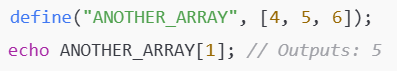 define("ANOTHER_ARRAY", [4, 5, 6]);
echo ANOTHER_ARRAY[1]; // Outputs: 5